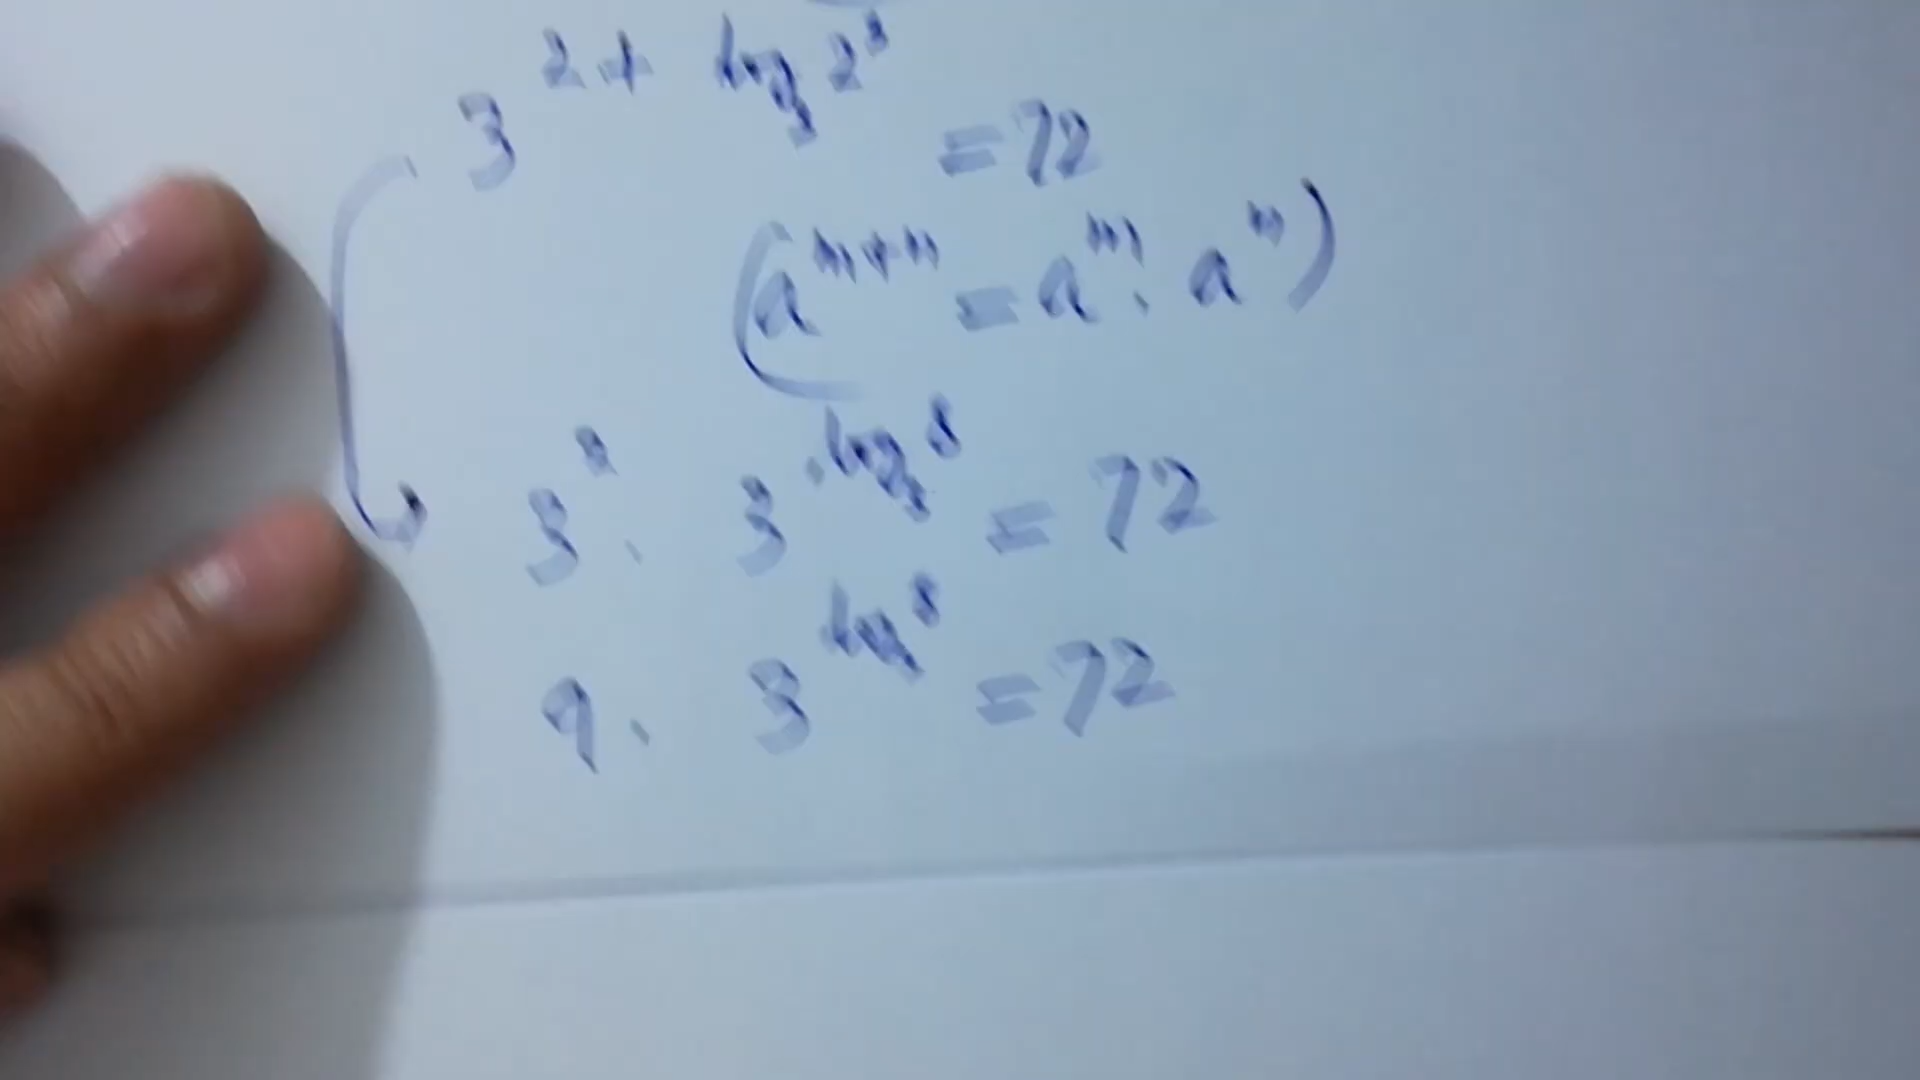 3^{2 + log_3 2^3} = 72
(a^{m+n} = a^m · a^n)
3^2 · 3^{log_3 8} = 72
9 · 3^{log_3 8} = 72